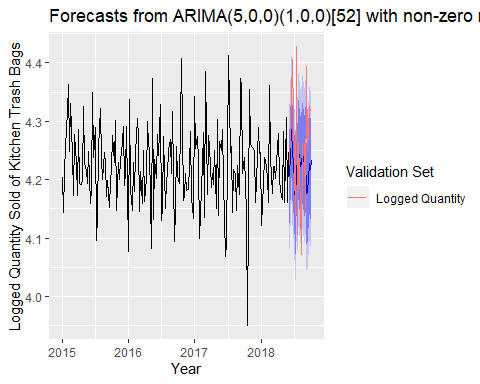 Forecasts from ARIMA(5,0,0)(1,0,0)[52] with non-zero
Logged Quantity Sold of Kitchen Trash Bags
4.4
4.3
4.2
4.1
4.0
2015 2016 2017 2018
Year
Validation Set
Logged Quantity